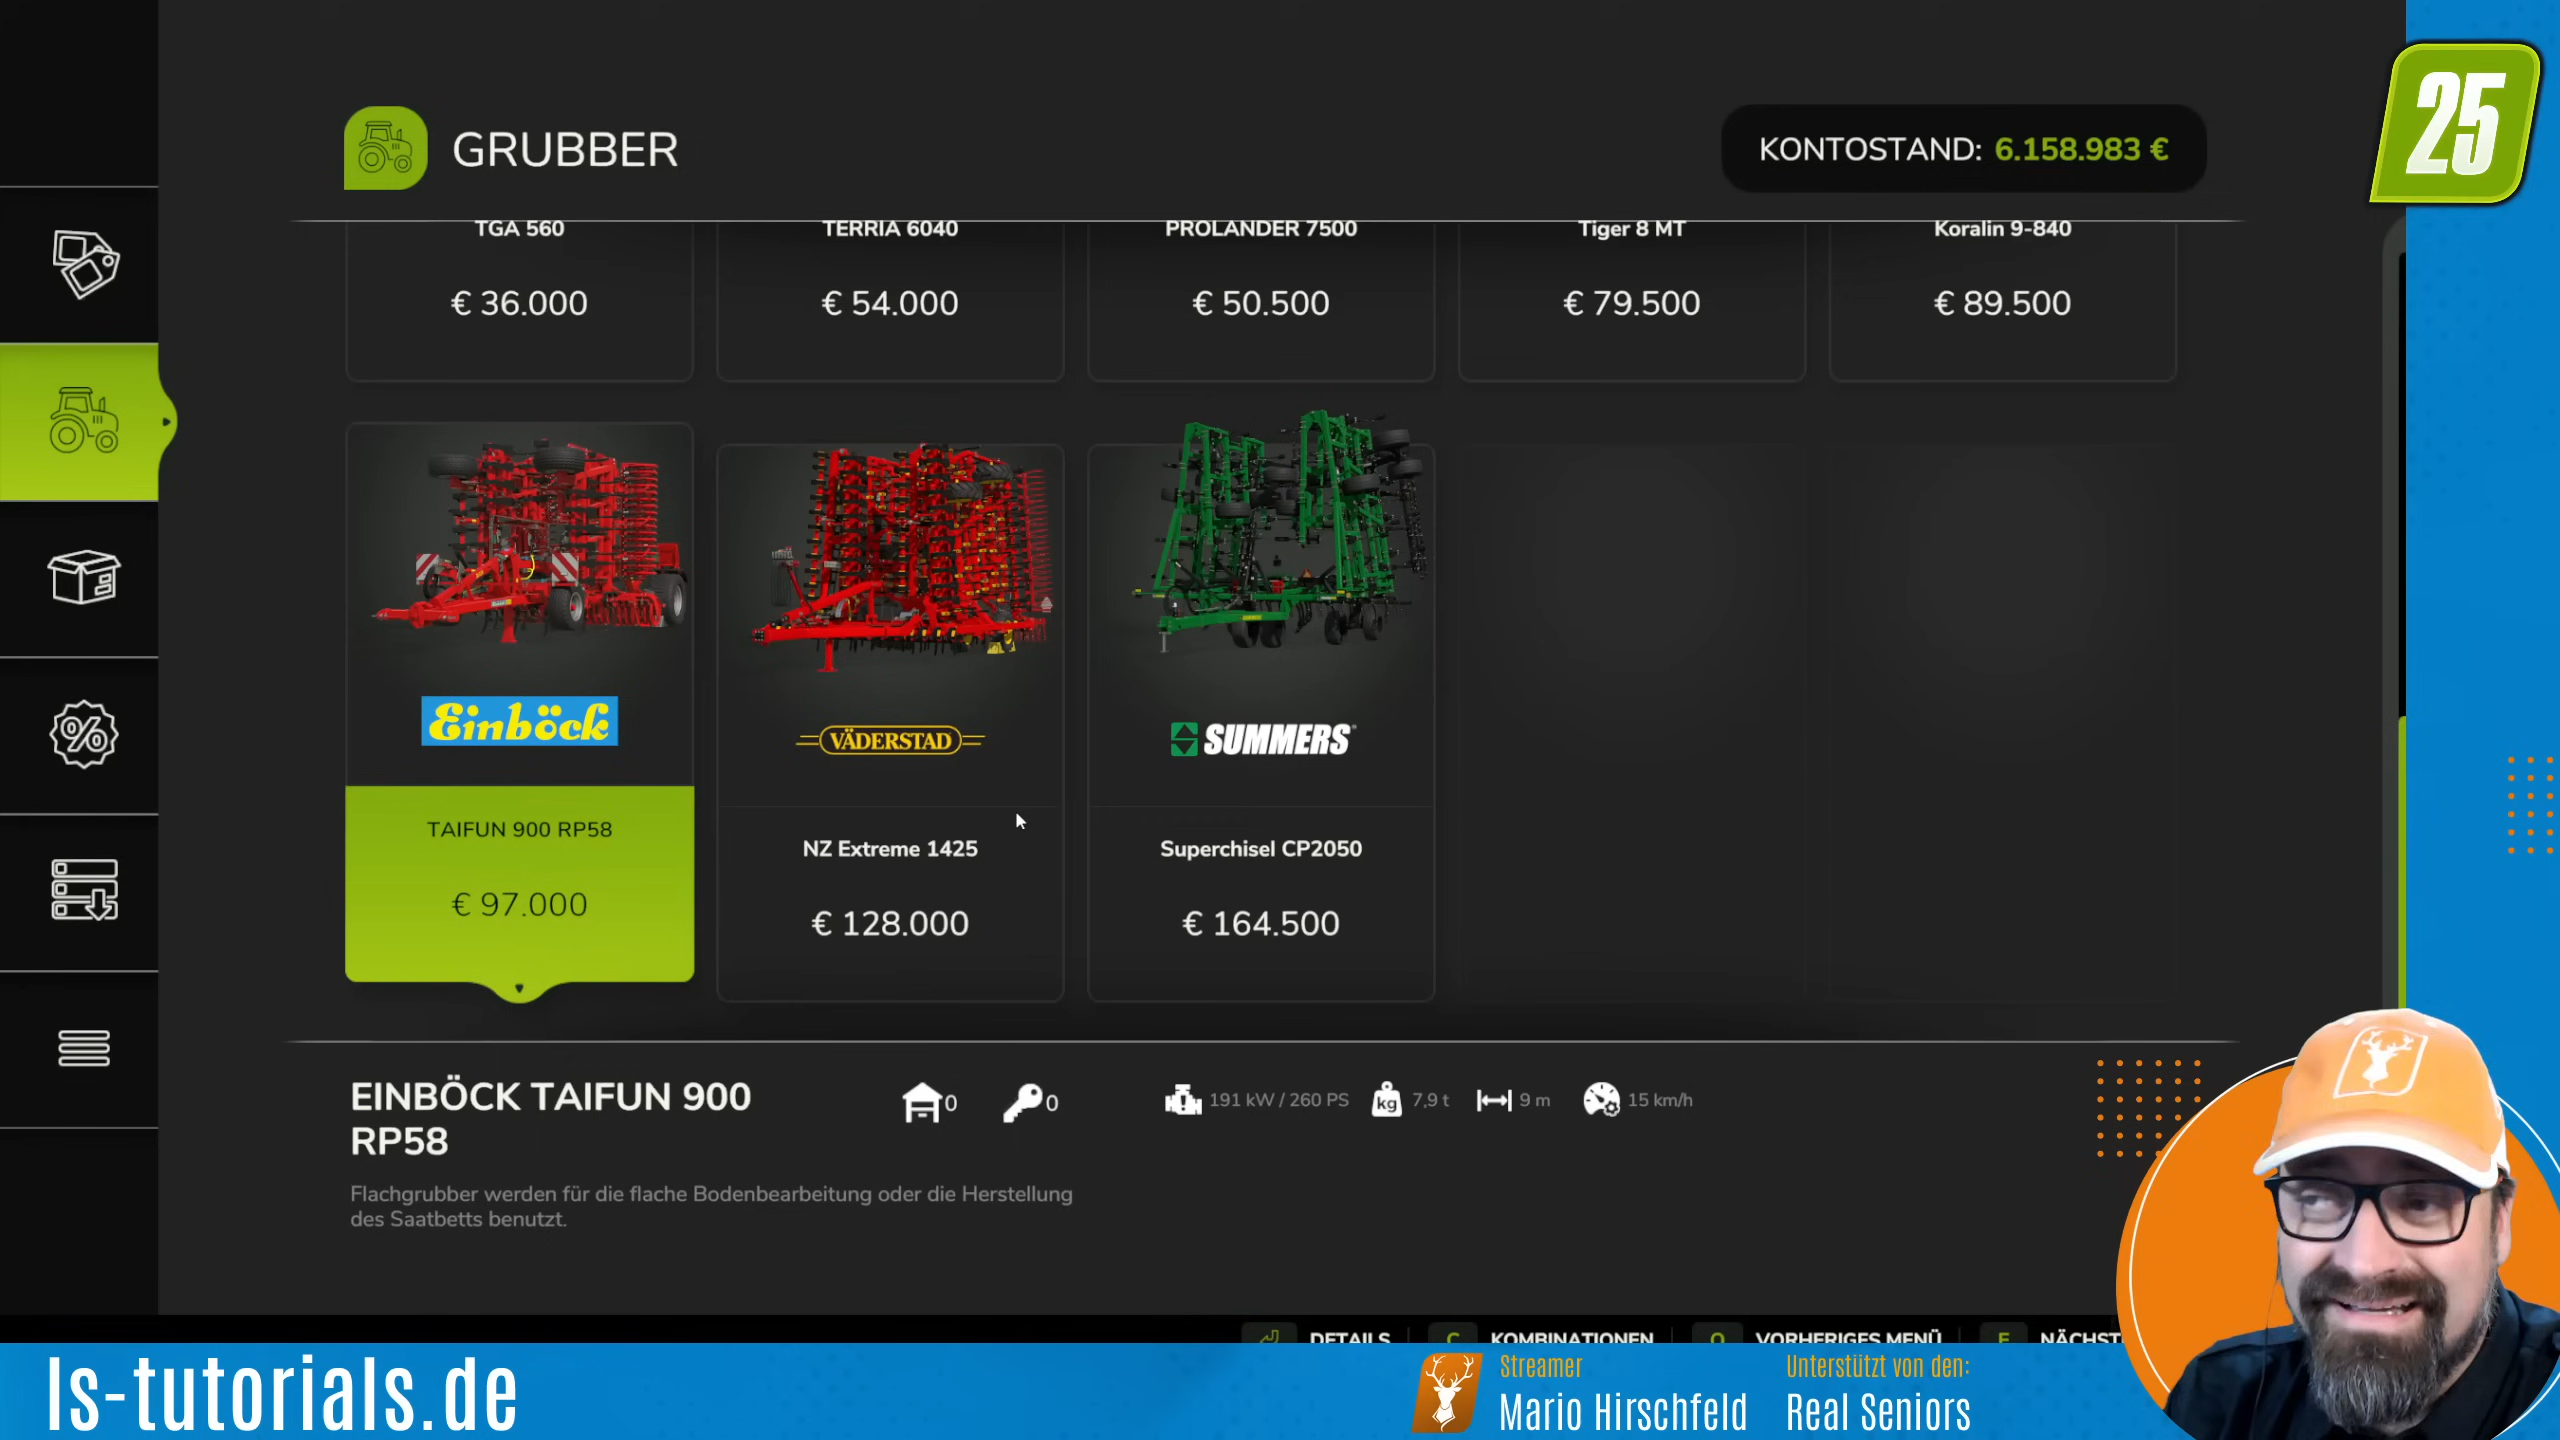 25
GRUBBER
KONTOSTAND: 6.158.983 €
TGA 560
€ 36.000
TERRIA 6040
€ 54.000
PROLANDER 7500
€ 50.500
Tiger 8 MT
€ 79.500
Koralin 9-840
€ 89.500
Einböck
TAIFUN 900 RP58
€ 97.000
VÄDERSTAD
NZ Extreme 1425
€ 128.000
SUMMERS
Superchisel CP2050
€ 164.500
EINBÖCK TAIFUN 900
RP58
0
0
191 kW / 260 PS
kg 7,9 t
9 m
15 km/h
Flachgrubber werden für die flache Bodenbearbeitung oder die Herstellung
des Saatbetts benutzt.
DETAILS C KOMBINATIONEN Q VORHERIGES MENÜ E NÄCHST
ls-tutorials.de
Streamer
Mario Hirschfeld
Unterstützt von den:
Real Seniors